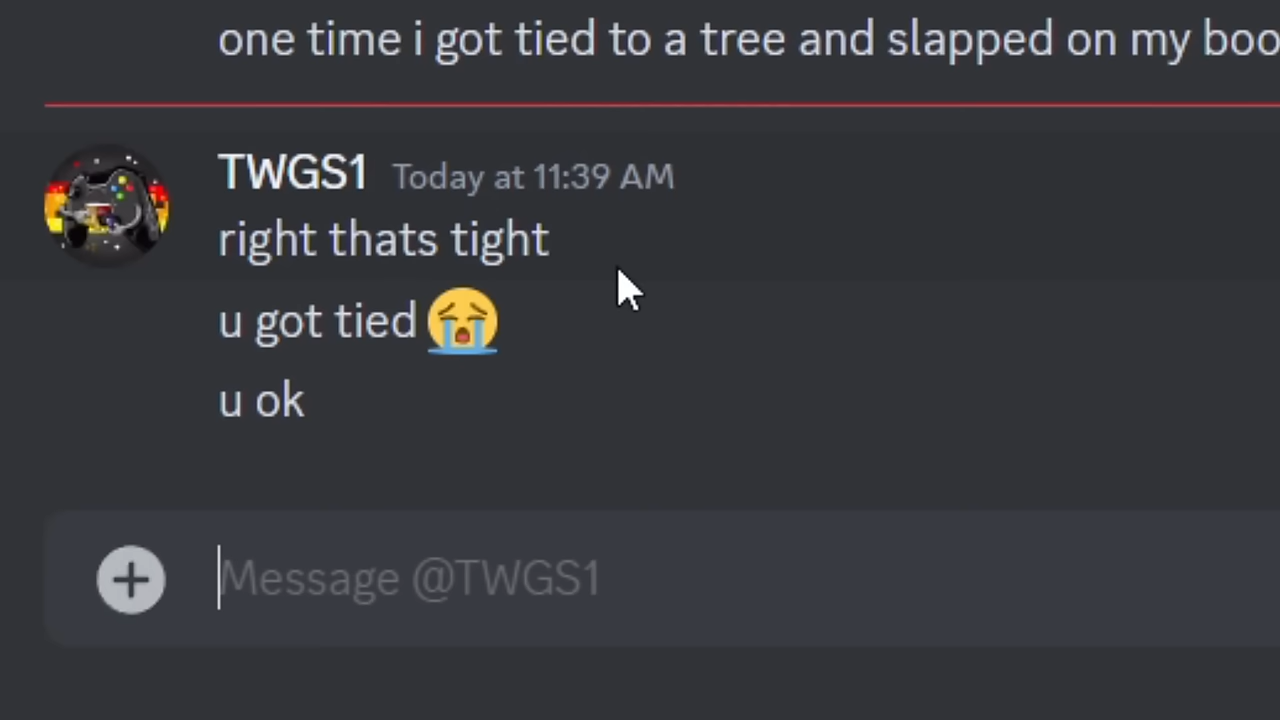 one time i got tied to a tree and slapped on my boo
TWGS1 Today at 11:39 AM
right thats tight
u got tied 😭
u ok
Message @TWGS1